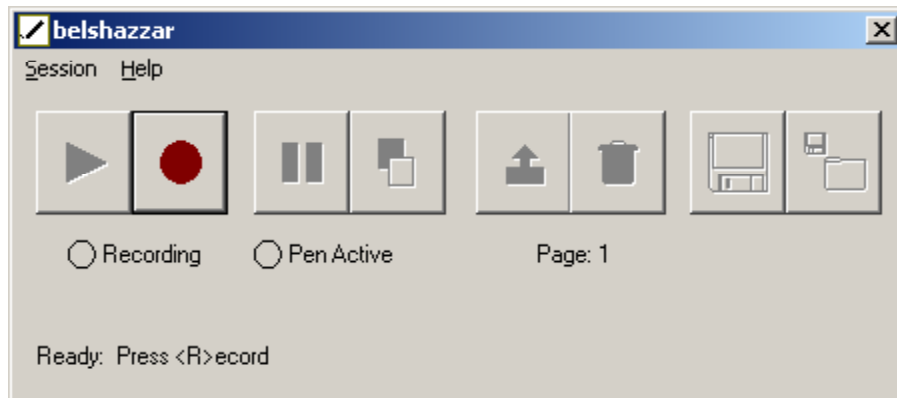 belshazzar
Session Help
Recording Pen Active Page: 1
Ready: Press <R>ecord